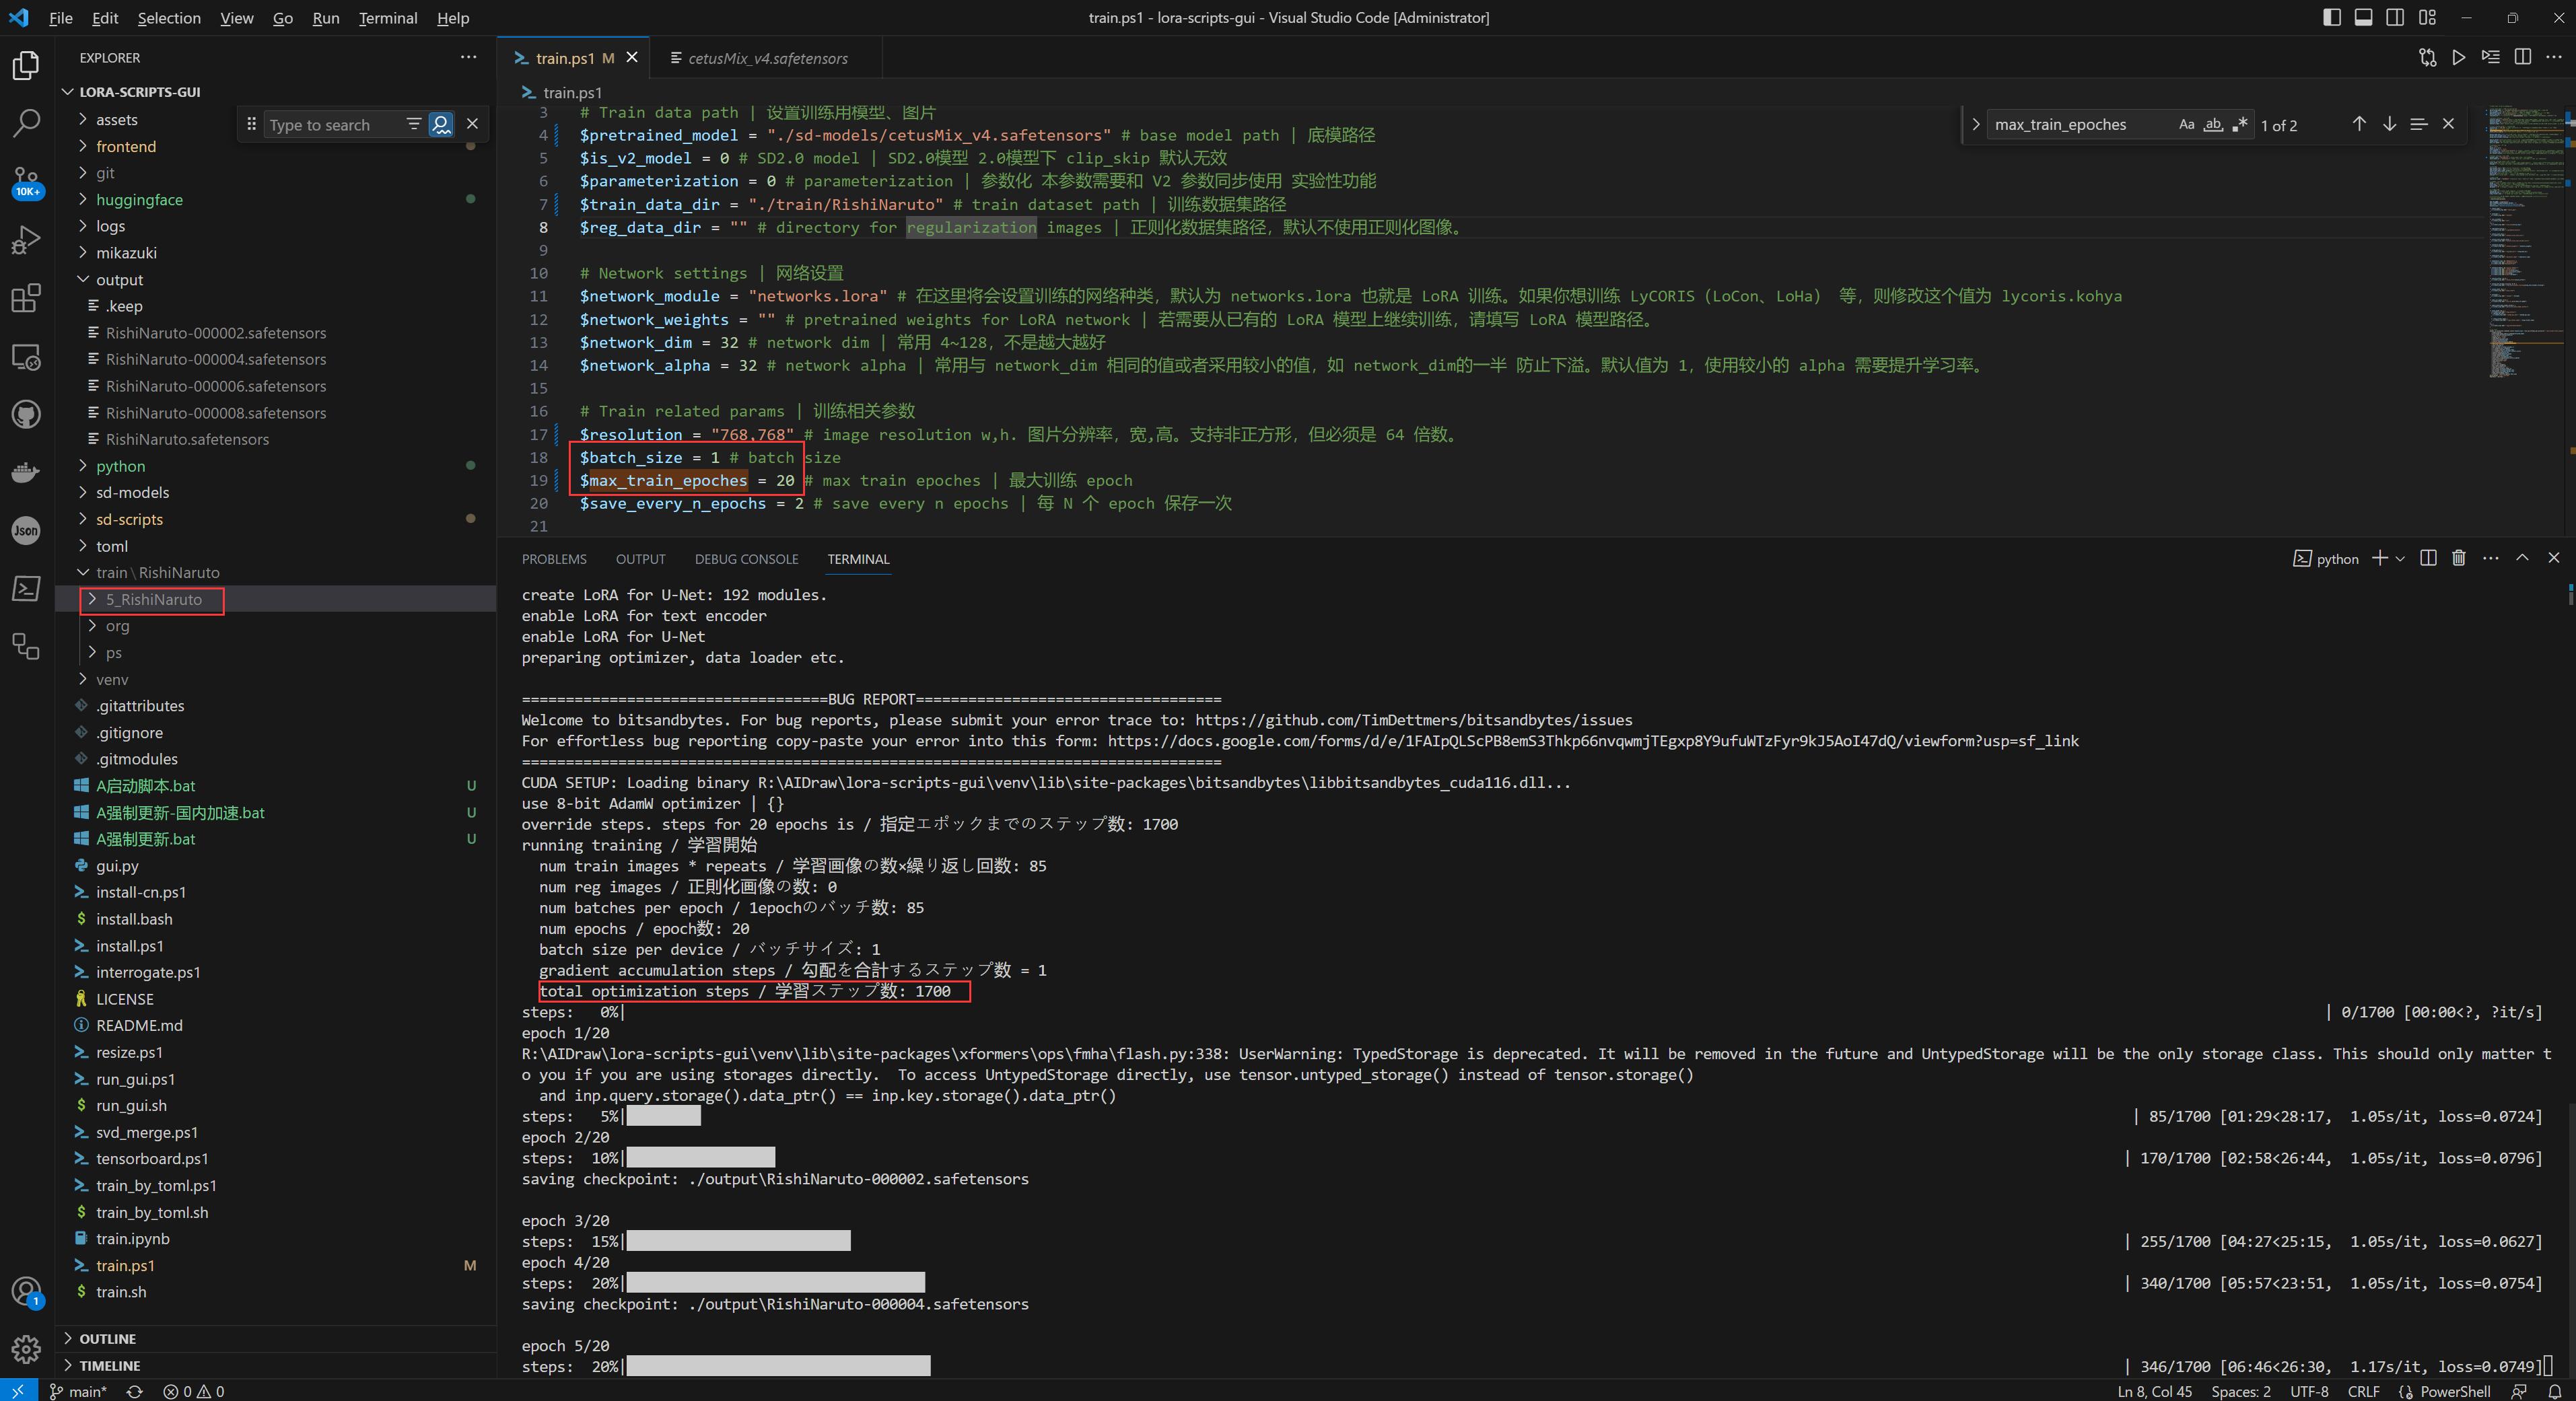 File Edit Selection View Go Run Terminal Help
train.ps1 - lora-scripts-gui - Visual Studio Code [Administrator]
EXPLORER
LORA-SCRIPTS-GUI
Type to search
assets
frontend
git
huggingface
logs
mikazuki
output
.keep
RishiNaruto-000002.safetensors
RishiNaruto-000004.safetensors
RishiNaruto-000006.safetensors
RishiNaruto-000008.safetensors
RishiNaruto.safetensors
python
sd-models
sd-scripts
toml
train\RishiNaruto
5_RishiNaruto
org
ps
venv
.gitattributes
.gitignore
.gitmodules
A启动脚本.bat U
A强制更新-国内加速.bat U
A强制更新.bat U
gui.py
install-cn.ps1
install.bash
install.ps1
interrogate.ps1
LICENSE
README.md
resize.ps1
run_gui.ps1
run_gui.sh
svd_merge.ps1
tensorboard.ps1
train_by_toml.ps1
train_by_toml.sh
train.ipynb
train.ps1 M
train.sh
OUTLINE
TIMELINE
10K+
Json
1
train.ps1 M
cetusMix_v4.safetensors
train.ps1
max_train_epoches Aa ab 1 of 2
3 # Train data path | 设置训练用模型、图片
4 $pretrained_model = "./sd-models/cetusMix_v4.safetensors" # base model path | 底模路径
5 $is_v2_model = 0 # SD2.0 model | SD2.0模型 2.0模型下 clip_skip 默认无效
6 $parameterization = 0 # parameterization | 参数化 本参数需要和 V2 参数同步使用 实验性功能
7 $train_data_dir = "./train/RishiNaruto" # train dataset path | 训练数据集路径
8 $reg_data_dir = "" # directory for regularization images | 正则化数据集路径，默认不使用正则化图像。
9
10 # Network settings | 网络设置
11 $network_module = "networks.lora" # 在这里将会设置训练的网络种类，默认为 networks.lora 也就是 LoRA 训练。如果你想训练 LyCORIS（LoCon、LoHa） 等，则修改这个值为 lycoris.kohya
12 $network_weights = "" # pretrained weights for LoRA network | 若需要从已有的 LoRA 模型上继续训练，请填写 LoRA 模型路径。
13 $network_dim = 32 # network dim | 常用 4~128，不是越大越好
14 $network_alpha = 32 # network alpha | 常用与 network_dim 相同的值或者采用较小的值，如 network_dim的一半 防止下溢。默认值为 1，使用较小的 alpha 需要提升学习率。
15
16 # Train related params | 训练相关参数
17 $resolution = "768,768" # image resolution w,h. 图片分辨率，宽,高。支持非正方形，但必须是 64 倍数。
18 $batch_size = 1 # batch size
19 $max_train_epoches = 20 # max train epoches | 最大训练 epoch
20 $save_every_n_epochs = 2 # save every n epochs | 每 N 个 epoch 保存一次
21
PROBLEMS OUTPUT DEBUG CONSOLE TERMINAL
python
create LoRA for U-Net: 192 modules.
enable LoRA for text encoder
enable LoRA for U-Net
preparing optimizer, data loader etc.
===================================BUG REPORT===================================
Welcome to bitsandbytes. For bug reports, please submit your error trace to: https://github.com/TimDettmers/bitsandbytes/issues
For effortless bug reporting copy-paste your error into this form: https://docs.google.com/forms/d/e/1FAIpQLScPB8emS3Thkp66nvqwmjTEgxp8Y9ufuWTzFyr9kJ5AoI47dQ/viewform?usp=sf_link
================================================================================
CUDA SETUP: Loading binary R:\AIDraw\lora-scripts-gui\venv\lib\site-packages\bitsandbytes\libbitsandbytes_cuda116.dll...
use 8-bit AdamW optimizer | {}
override steps. steps for 20 epochs is / 指定エポックまでのステップ数: 1700
running training / 学習開始
num train images * repeats / 学習画像の数×繰り返し回数: 85
num reg images / 正則化画像の数: 0
num batches per epoch / 1epochのバッチ数: 85
num epochs / epoch数: 20
batch size per device / バッチサイズ: 1
gradient accumulation steps / 勾配を合計するステップ数 = 1
total optimization steps / 学習ステップ数: 1700
steps: 0%| | 0/1700 [00:00<?, ?it/s]
epoch 1/20
R:\AIDraw\lora-scripts-gui\venv\lib\site-packages\xformers\ops\fmha\flash.py:338: UserWarning: TypedStorage is deprecated. It will be removed in the future and UntypedStorage will be the only storage class. This should only matter t
o you if you are using storages directly.  To access UntypedStorage directly, use tensor.untyped_storage() instead of tensor.storage()
and inp.query.storage().data_ptr() == inp.key.storage().data_ptr()
steps: 5%| | 85/1700 [01:29<28:17, 1.05s/it, loss=0.0724]
epoch 2/20
steps: 10%| | 170/1700 [02:58<26:44, 1.05s/it, loss=0.0796]
saving checkpoint: ./output\RishiNaruto-000002.safetensors
epoch 3/20
steps: 15%| | 255/1700 [04:27<25:15, 1.05s/it, loss=0.0627]
epoch 4/20
steps: 20%| | 340/1700 [05:57<23:51, 1.05s/it, loss=0.0754]
saving checkpoint: ./output\RishiNaruto-000004.safetensors
epoch 5/20
steps: 20%| | 346/1700 [06:46<26:30, 1.17s/it, loss=0.0749]
main* 0 0 Ln 8, Col 45 Spaces: 2 UTF-8 CRLF PowerShell